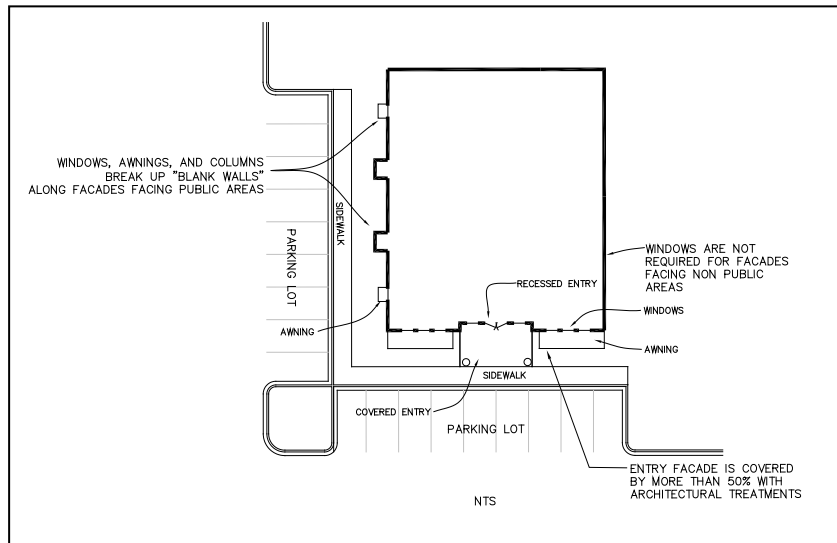 WINDOWS, AWNINGS, AND COLUMNS
BREAK UP "BLANK WALLS"
ALONG FACADES FACING PUBLIC AREAS
SIDEWALK
PARKING LOT
AWNING
RECESSED ENTRY
WINDOWS ARE NOT
REQUIRED FOR FACADES
FACING NON PUBLIC
AREAS
WINDOWS
AWNING
SIDEWALK
COVERED ENTRY
PARKING LOT
ENTRY FACADE IS COVERED
BY MORE THAN 50% WITH
ARCHITECTURAL TREATMENTS
NTS